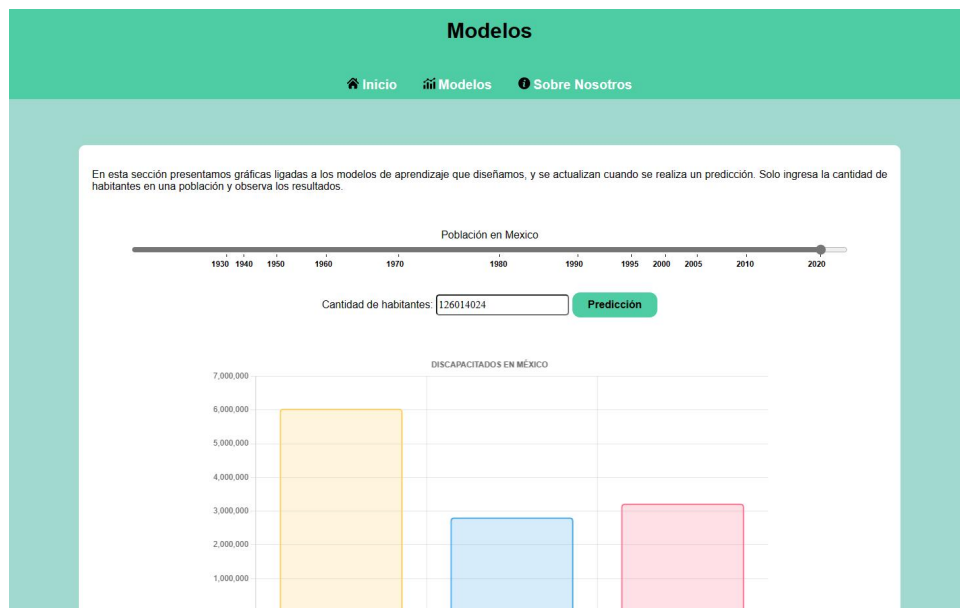 Modelos
Inicio Modelos Sobre Nosotros
En esta sección presentamos gráficas ligadas a los modelos de aprendizaje que diseñamos, y se actualizan cuando se realiza un predicción. Solo ingresa la cantidad de
habitantes en una población y observa los resultados.
Población en Mexico
1930 1940 1950 1960 1970 1980 1990 1995 2000 2005 2010 2020
Cantidad de habitantes: 126014024 Predicción
DISCAPACITADOS EN MÉXICO
7,000,000
6,000,000
5,000,000
4,000,000
3,000,000
2,000,000
1,000,000